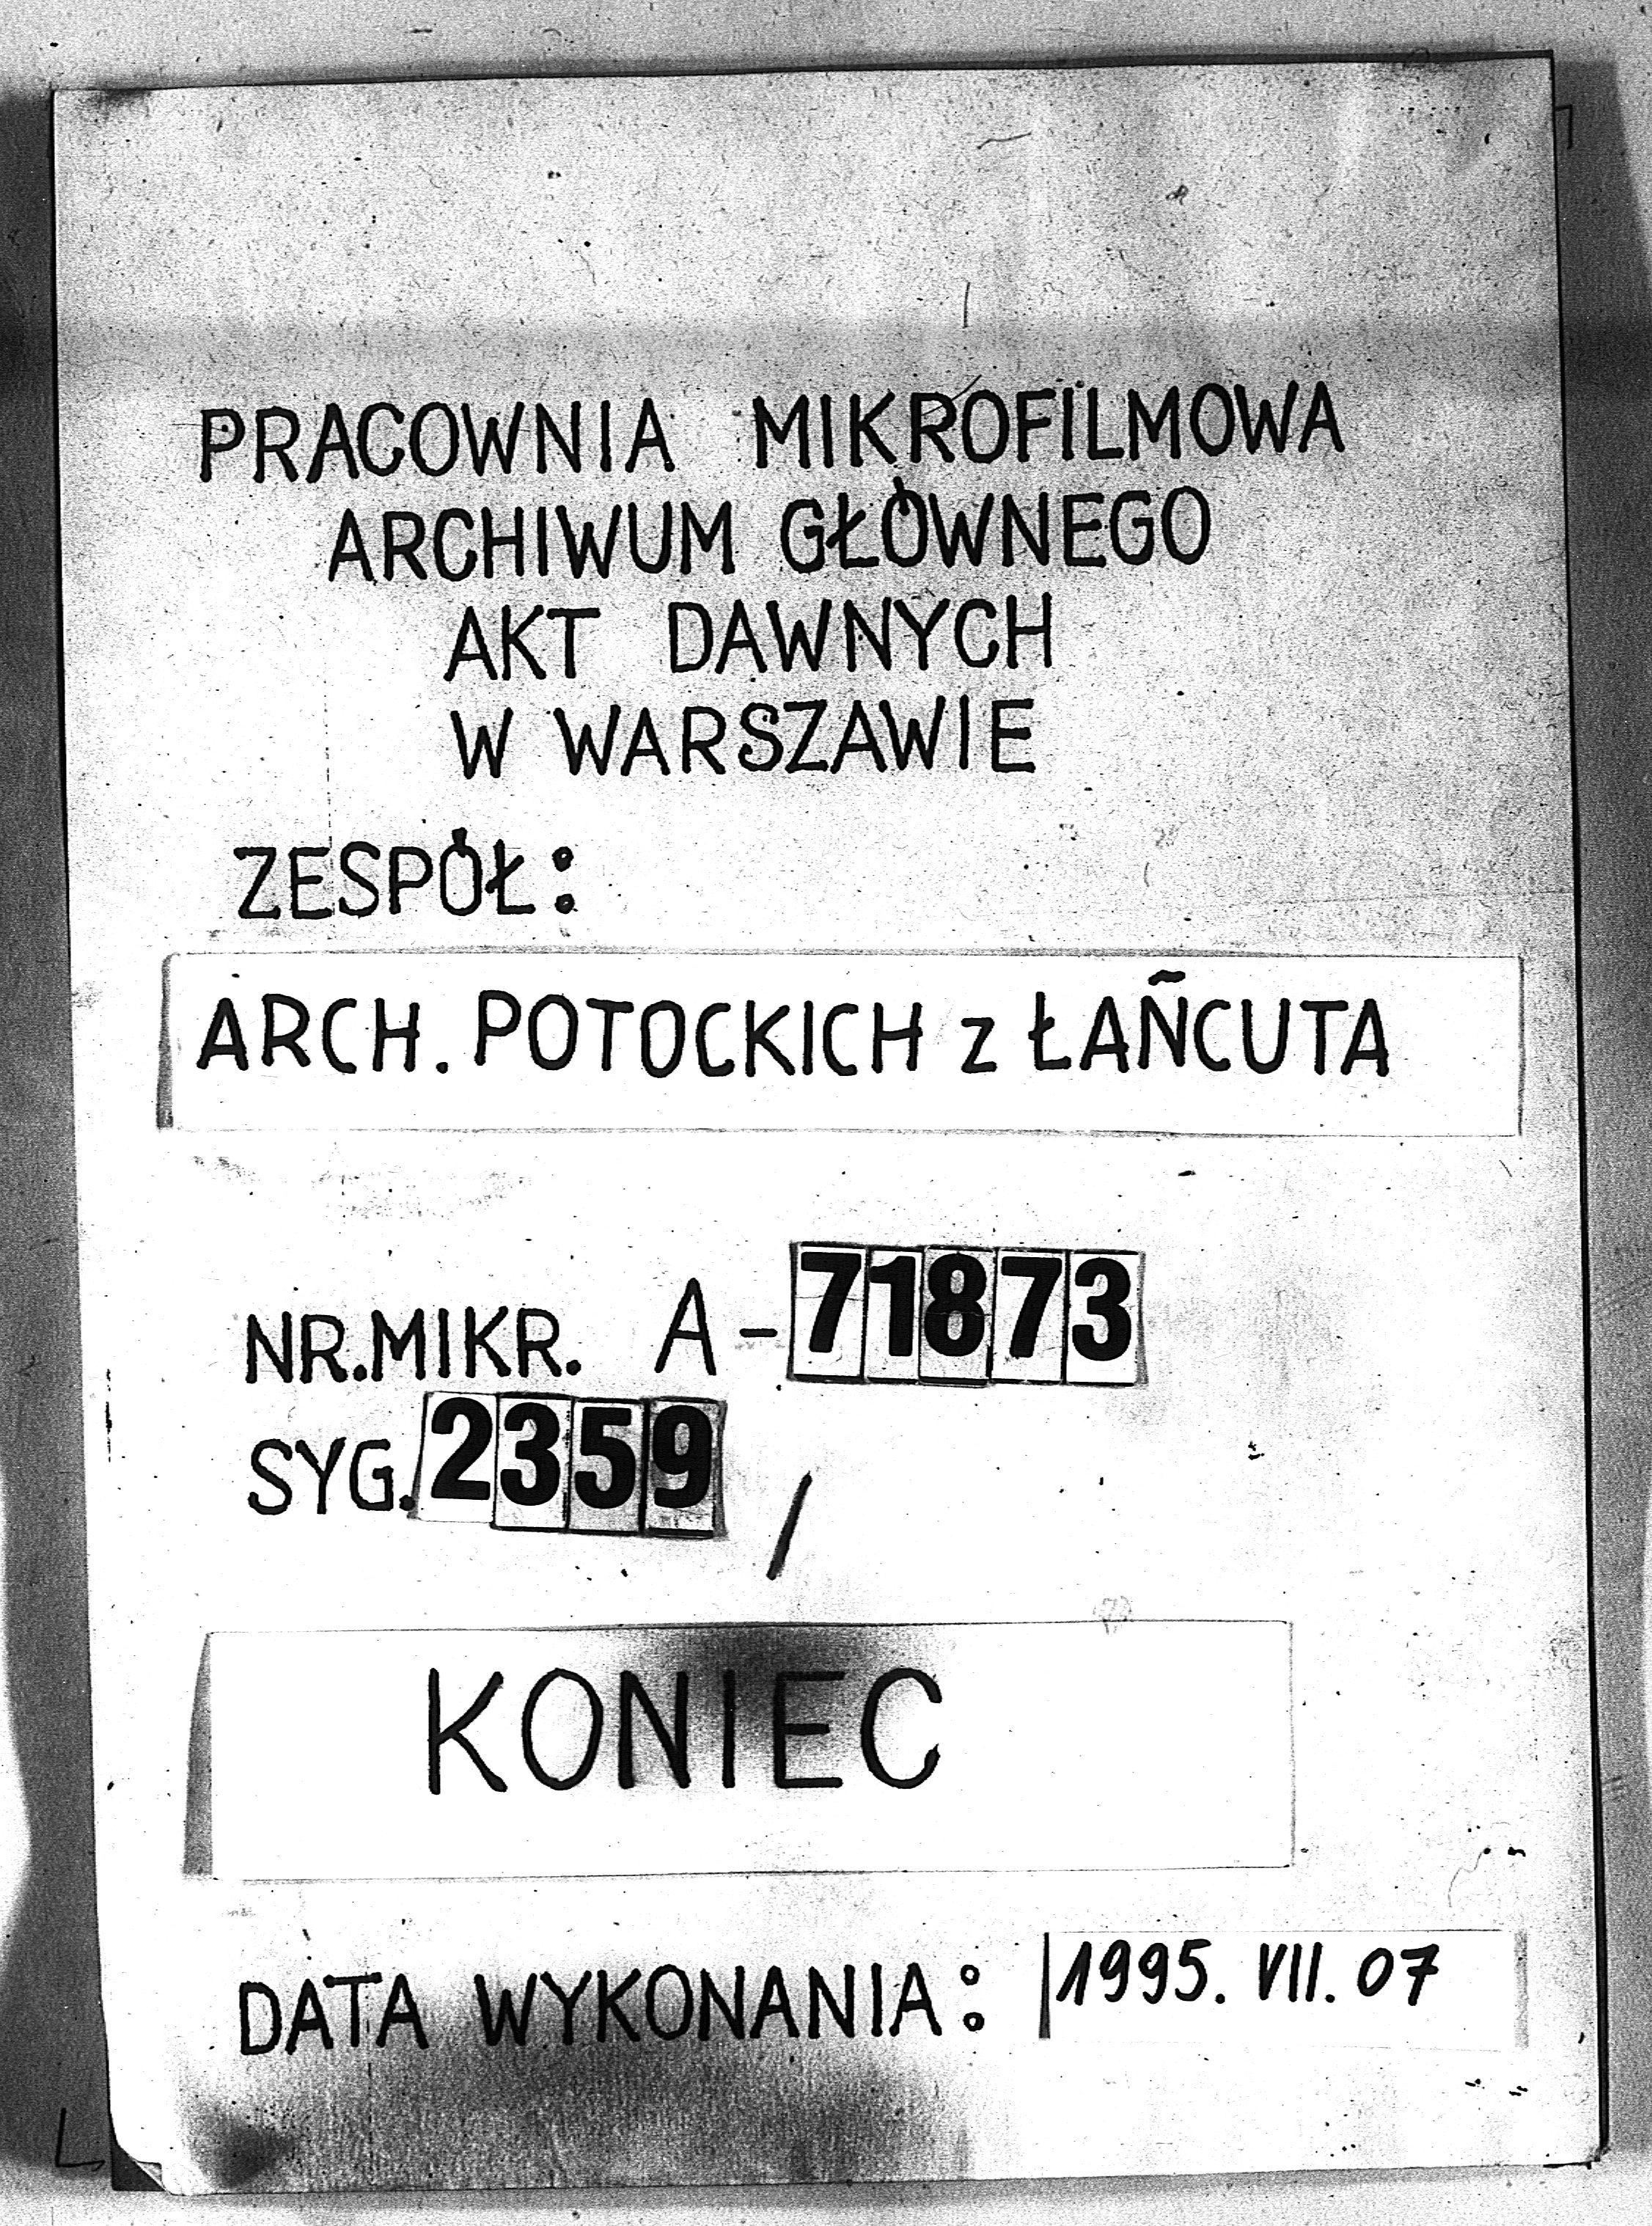 PRACOWNIA MIKROFILMOWA
ARCHIWUM GŁÓWNEGO
AKT DAWNYCH
W WARSZAWIE
ZESPÓŁ:
ARCH. POTOCKICH z ŁAŃCUTA
NR.MIKR. A-71873
SYG. 2359 /
KONIEC
DATA WYKONANIA: 1995. VII. 07